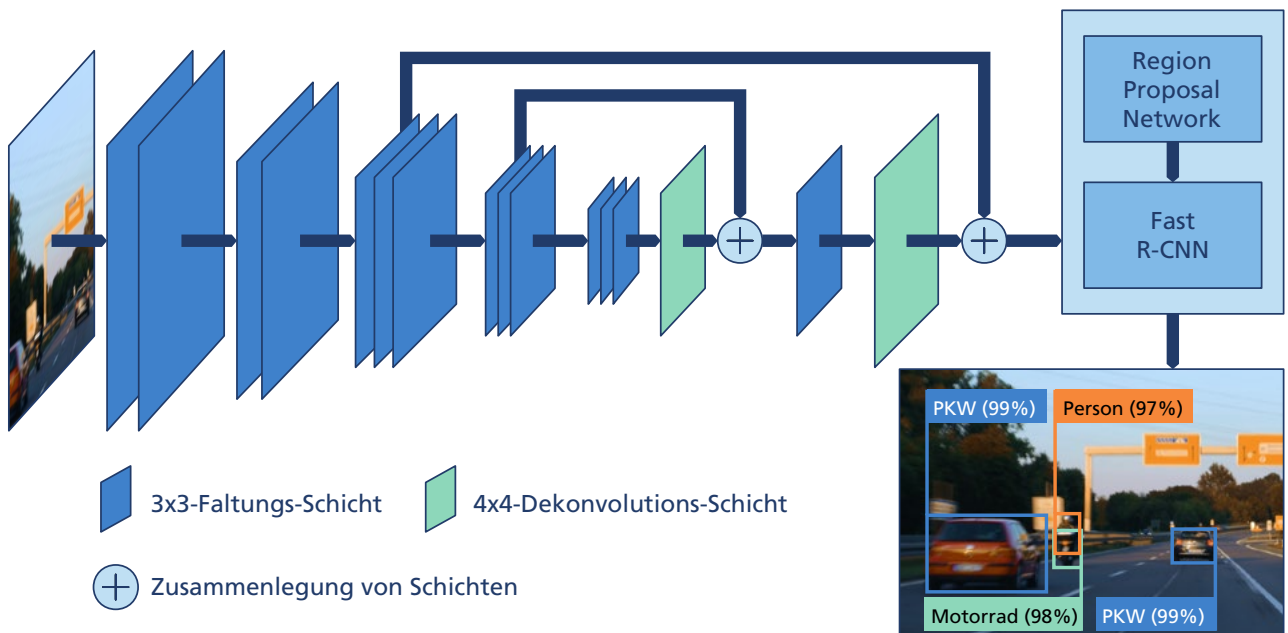 Region
Proposal
Network
Fast
R-CNN
PKW (99%)
Person (97%)
3x3-Faltungs-Schicht
4x4-Dekonvolutions-Schicht
Zusammenlegung von Schichten
Motorrad (98%)
PKW (99%)